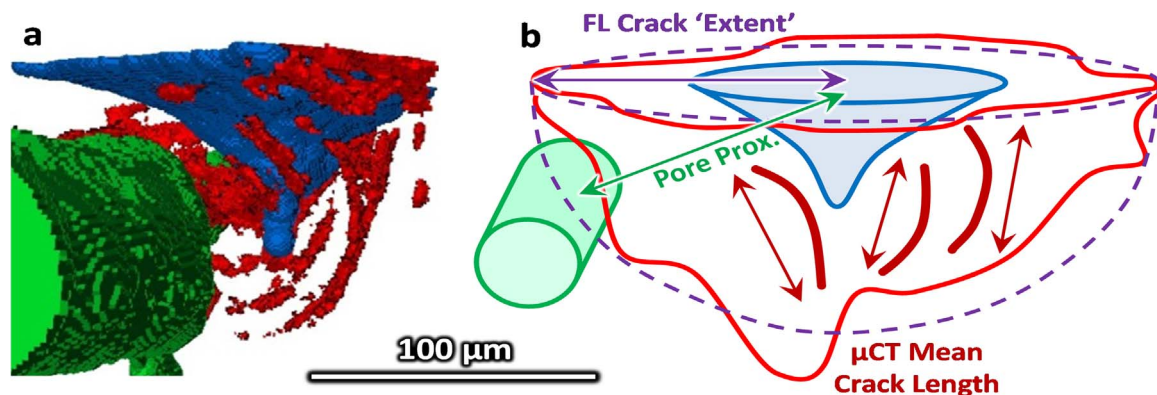 a
b
FL Crack ‘Extent’
Pore Prox.
100 µm
µCT Mean
Crack Length